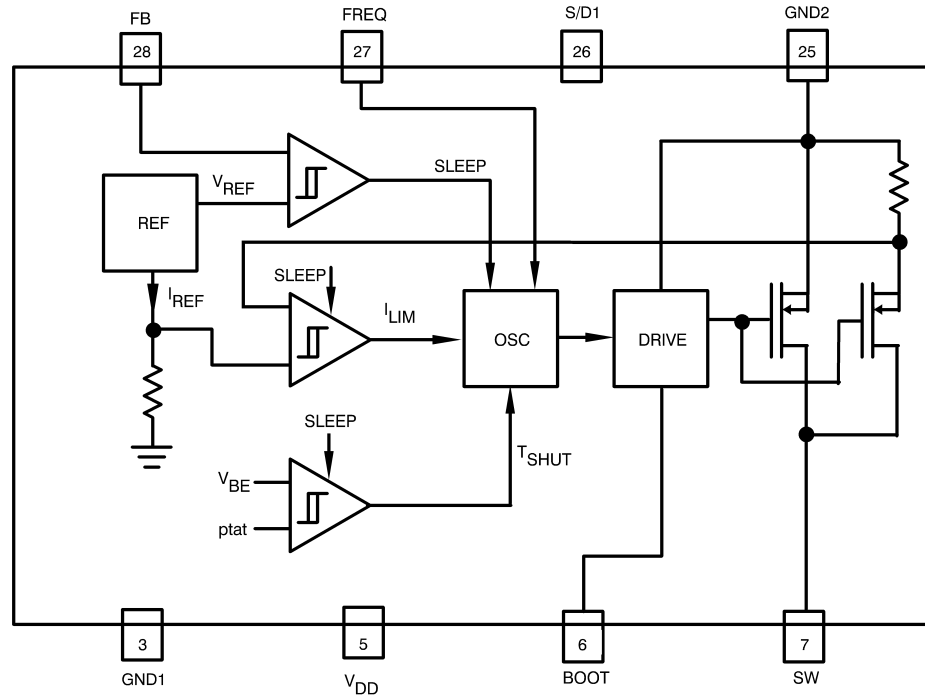 FB
FREQ
S/D1
GND2
28
27
26
25
SLEEP
VREF
REF
SLEEP
IREF
ILIM
OSC
DRIVE
SLEEP
TSHUT
VBE
ptat
3
5
6
7
GND1
VDD
BOOT
SW